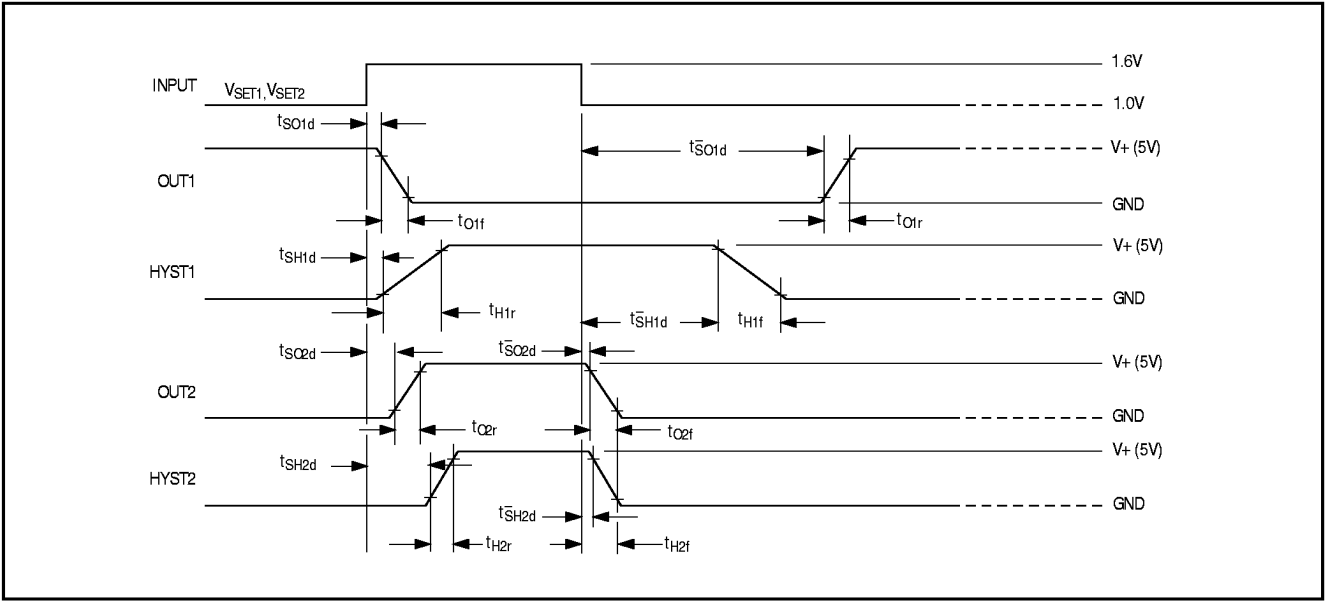 1.6V
INPUT VSET1,VSET2
1.0V
tSO1d
tS̅O1d
V+ (5V)
OUT1
GND
tO1f
tO1r
V+ (5V)
tSH1d
HYST1
GND
tH1r
tS̅H1d
tH1f
tSO2d
tS̅O2d
V+ (5V)
OUT2
GND
tO2r
tO2f
V+ (5V)
tSH2d
HYST2
GND
tS̅H2d
tH2r
tH2f